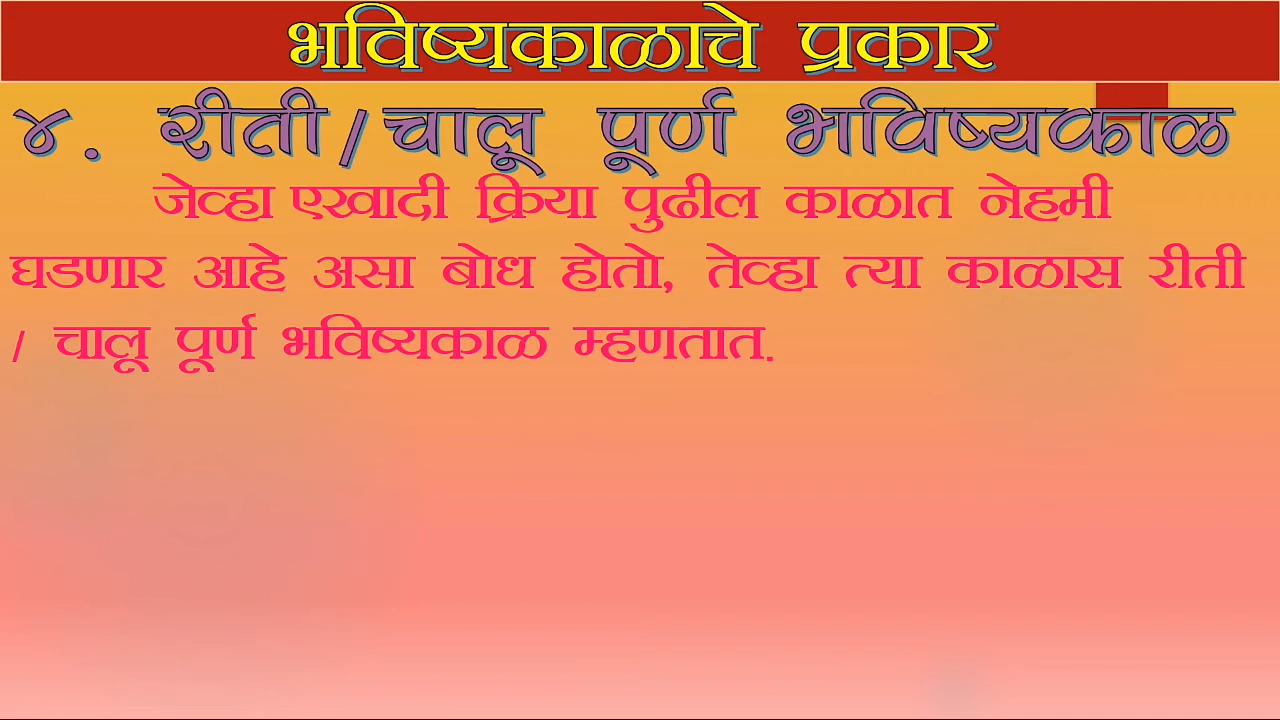 भविष्यकाळाचे प्रकार
४. रीती/चालू पूर्ण भविष्यकाळ
जेव्हा एखादी क्रिया पुढील काळात नेहमी
घडणार आहे असा बोध होतो, तेव्हा त्या काळास रीती
/ चालू पूर्ण भविष्यकाळ म्हणतात.